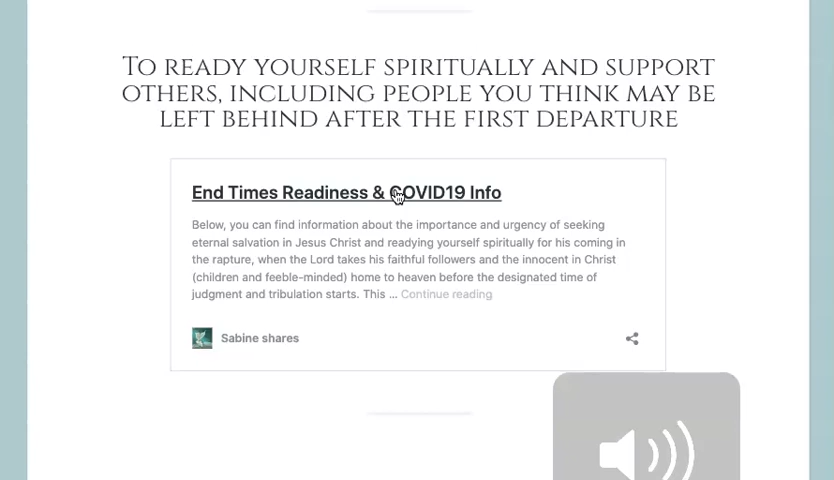 To ready yourself spiritually and support
others, including people you think may be
left behind after the first departure
End Times Readiness & COVID19 Info
Below, you can find information about the importance and urgency of seeking
eternal salvation in Jesus Christ and readying yourself spiritually for his coming in
the rapture, when the Lord takes his faithful followers and the innocent in Christ
(children and feeble-minded) home to heaven before the designated time of
judgment and tribulation starts. This ... Continue reading
Sabine shares